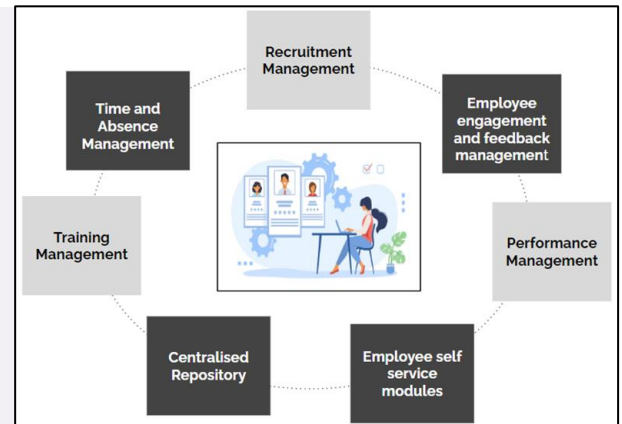 Recruitment
Management
Time and
Absence
Management
Employee
engagement
and feedback
management
Training
Management
Performance
Management
Centralised
Repository
Employee self
service
modules